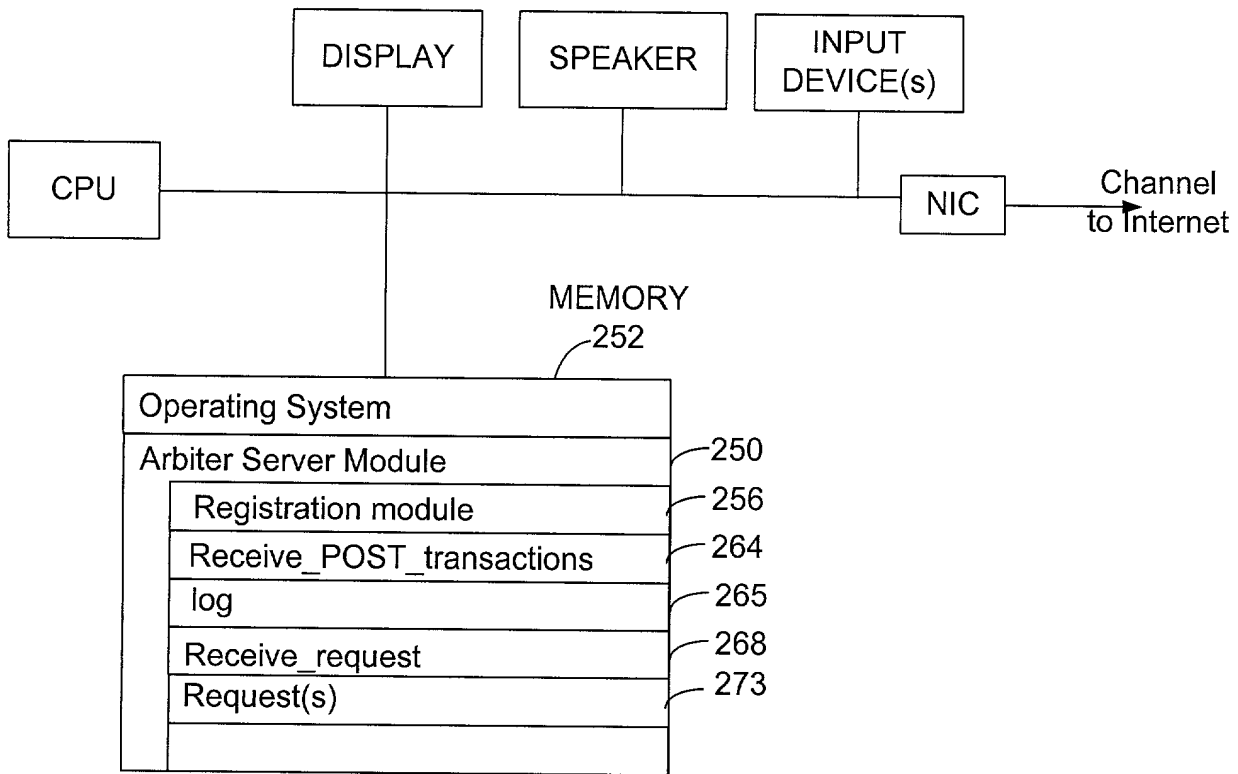 DISPLAY
SPEAKER
INPUT
DEVICE(s)
CPU
NIC
Channel
to Internet
MEMORY
252
Operating System
Arbiter Server Module
250
Registration module
256
Receive_POST_transactions
264
log
265
Receive_request
268
Request(s)
273